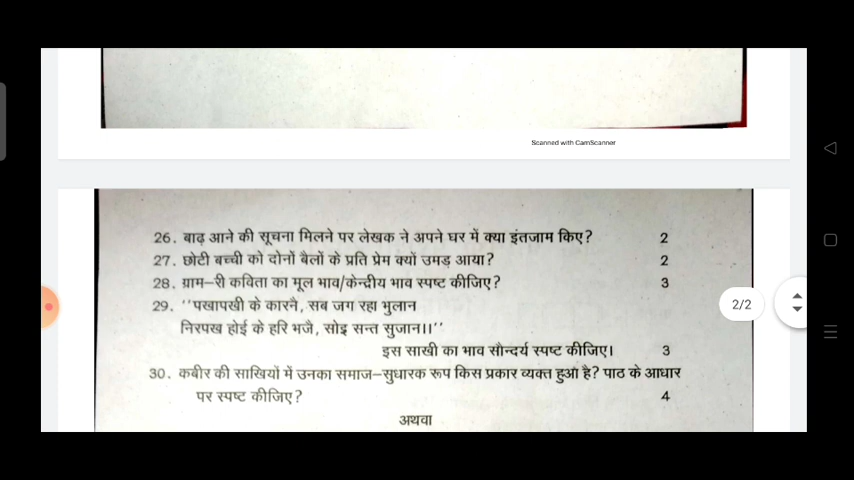 Scanned with CamScanner
26. बाढ़ आने की सूचना मिलने पर लेखक ने अपने घर में क्या इंतजाम किए? 2
27. छोटी बच्ची को दोनों बैलों के प्रति प्रेम क्यों उमड़ आया? 2
28. ग्राम–री कविता का मूल भाव/केन्द्रीय भाव स्पष्ट कीजिए? 3
29. ''पखापखी के कारनै, सब जग रहा भुलान
निरपख होई के हरि भजै, सोइ सन्त सुजान।।''
2/2
इस साखी का भाव सौन्दर्य स्पष्ट कीजिए। 3
30. कबीर की साखियों में उनका समाज–सुधारक रूप किस प्रकार व्यक्त हुआ है? पाठ के आधार
पर स्पष्ट कीजिए? 4
अथवा